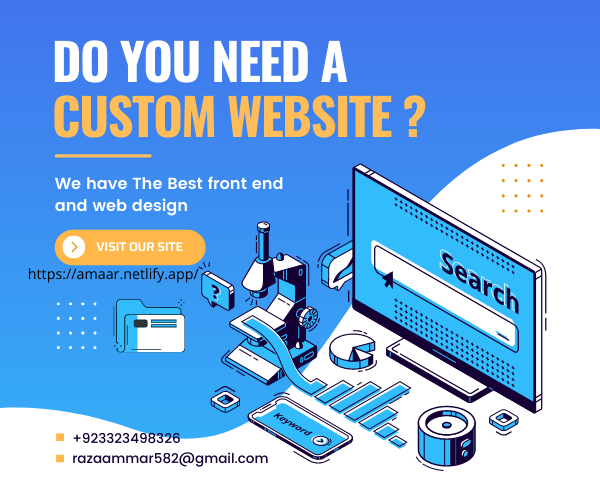 DO YOU NEED A
CUSTOM WEBSITE ?
We have The Best front end
and web design
VISIT OUR SITE
https://amaar.netlify.app/
?
Search
Keyword
+923323498326
razaammar582@gmail.com